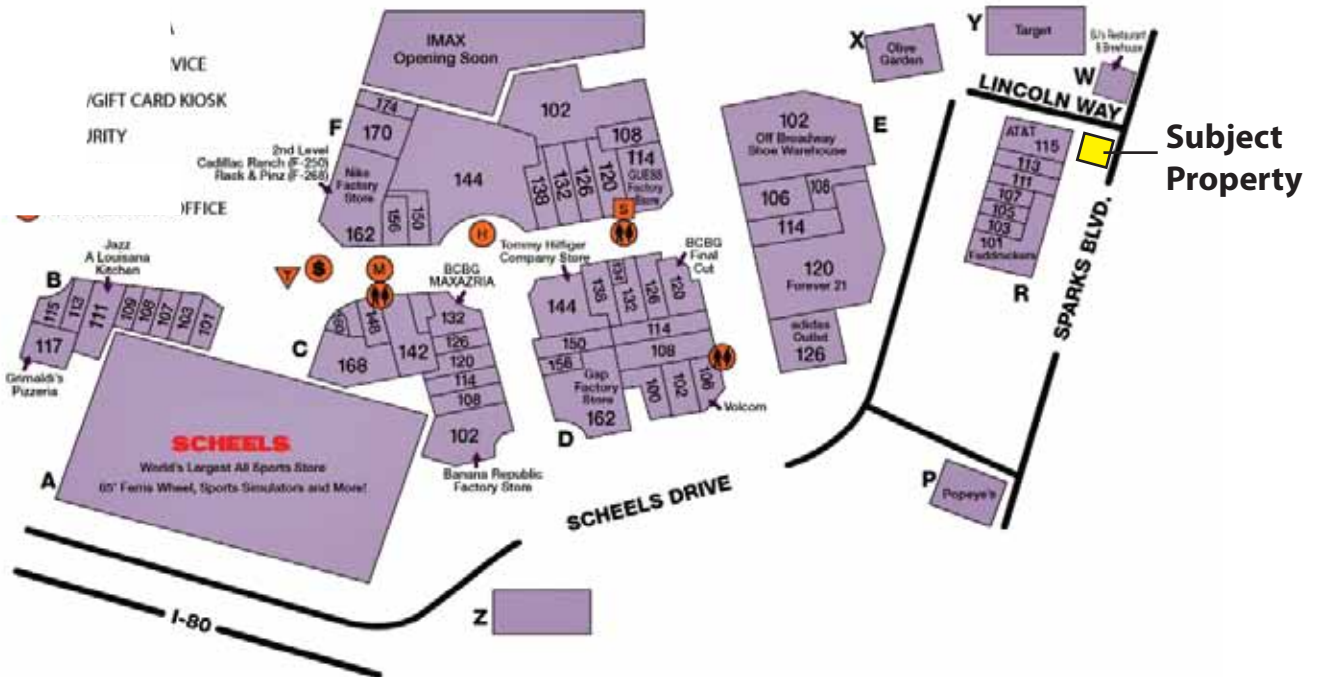 VICE
/GIFT CARD KIOSK
OFFICE
IMAX
Opening Soon
F
174
170
2nd Level
Cadillac Ranch (F-250)
Rack & Pinz (F-268)
Nike
Factory
Store
162
156
150
144
102
138
132
126
120
108
114
GUESS
Factory
Store
H
S
T
$
M
B
Jazz
A Louisana
Kitchen
115
113
111
109
108
107
103
101
117
Grimaldi's
Pizzeria
C
148
168
142
BCBG
MAXAZRIA
132
126
120
114
108
102
Banana Republic
Factory Store
A
SCHEELS
World's Largest All Sports Store
65' Ferris Wheel, Sports Simulators and More!
Tommy Hilfiger
Company Store
BCBG
Final
Cut
144
136
134
132
126
120
114
150
108
156
Gap
Factory
Store
162
100
102
106
Volcom
D
E
102
Off Broadway
Shoe Warehouse
106
108
114
120
Forever 21
adidas
Outlet
126
X
Olive
Garden
Y
Target
BJ's Restaurant
& Brewhouse
W
LINCOLN WAY
AT&T
115
113
111
107
105
103
101
Fuddruckers
R
Subject
Property
SPARKS BLVD.
P
Popeye's
SCHEELS DRIVE
Z
I-80